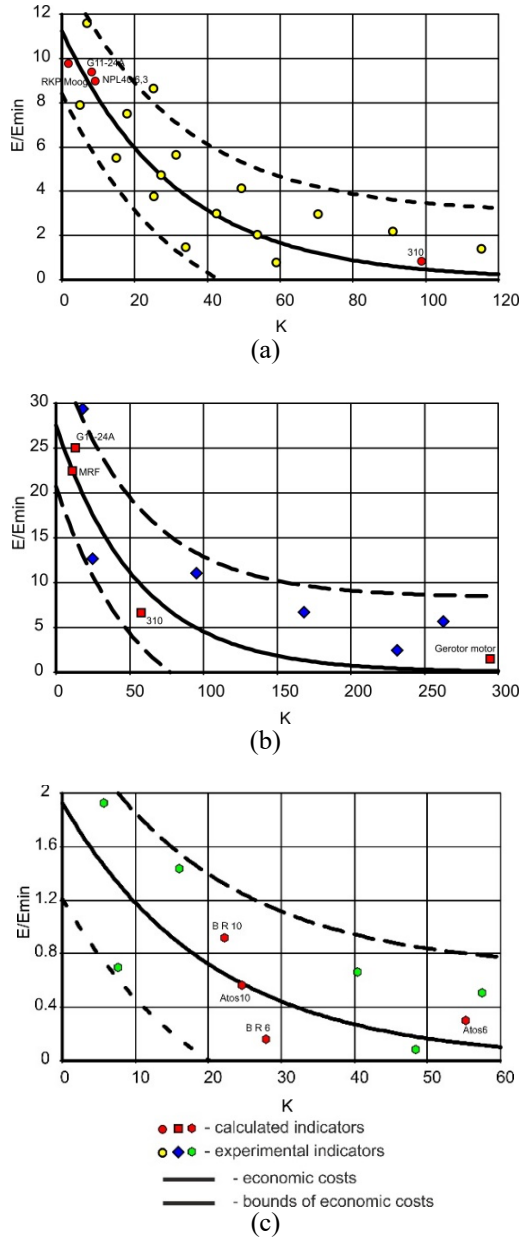 12
10
8
6
4
2
0
E/Emin
RKP Moog
G11-24A
NPL40/6,3
310
0 20 40 60 80 100 120
K
(a)
30
25
20
15
10
5
0
E/Emin
G11-24A
MRF
310
Gerotor motor
0 50 100 150 200 250 300
K
(b)
2
1.6
1.2
0.8
0.4
0
E/Emin
B R 10
Atos10
B R 6
Atos6
0 10 20 30 40 50 60
K
- calculated indicators
- experimental indicators
- economic costs
- bounds of economic costs
(c)